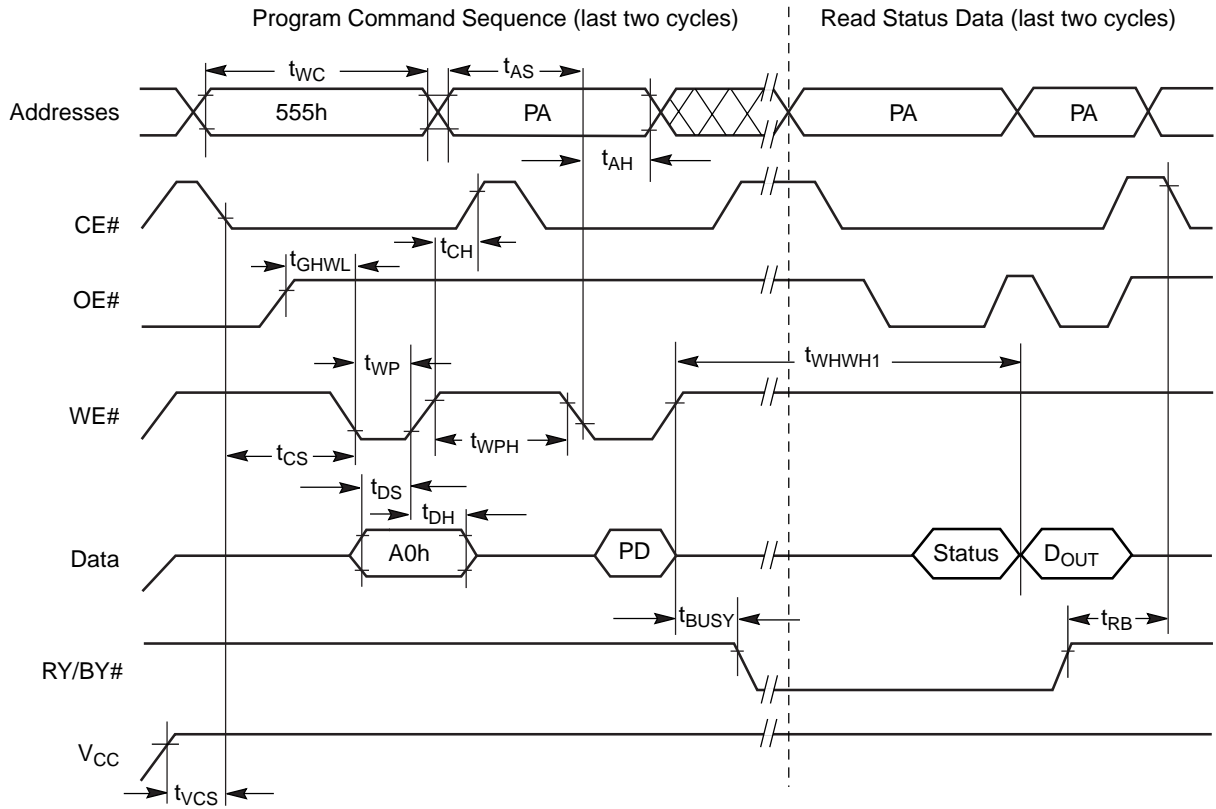 Program Command Sequence (last two cycles) Read Status Data (last two cycles)
tWC tAS
Addresses 555h PA PA PA
tAH
CE#
tCH
tGHWL
OE#
tWP tWHWH1
WE#
tWPH
tCS
tDS
tDH
Data A0h PD Status DOUT
tBUSY tRB
RY/BY#
VCC
tVCS